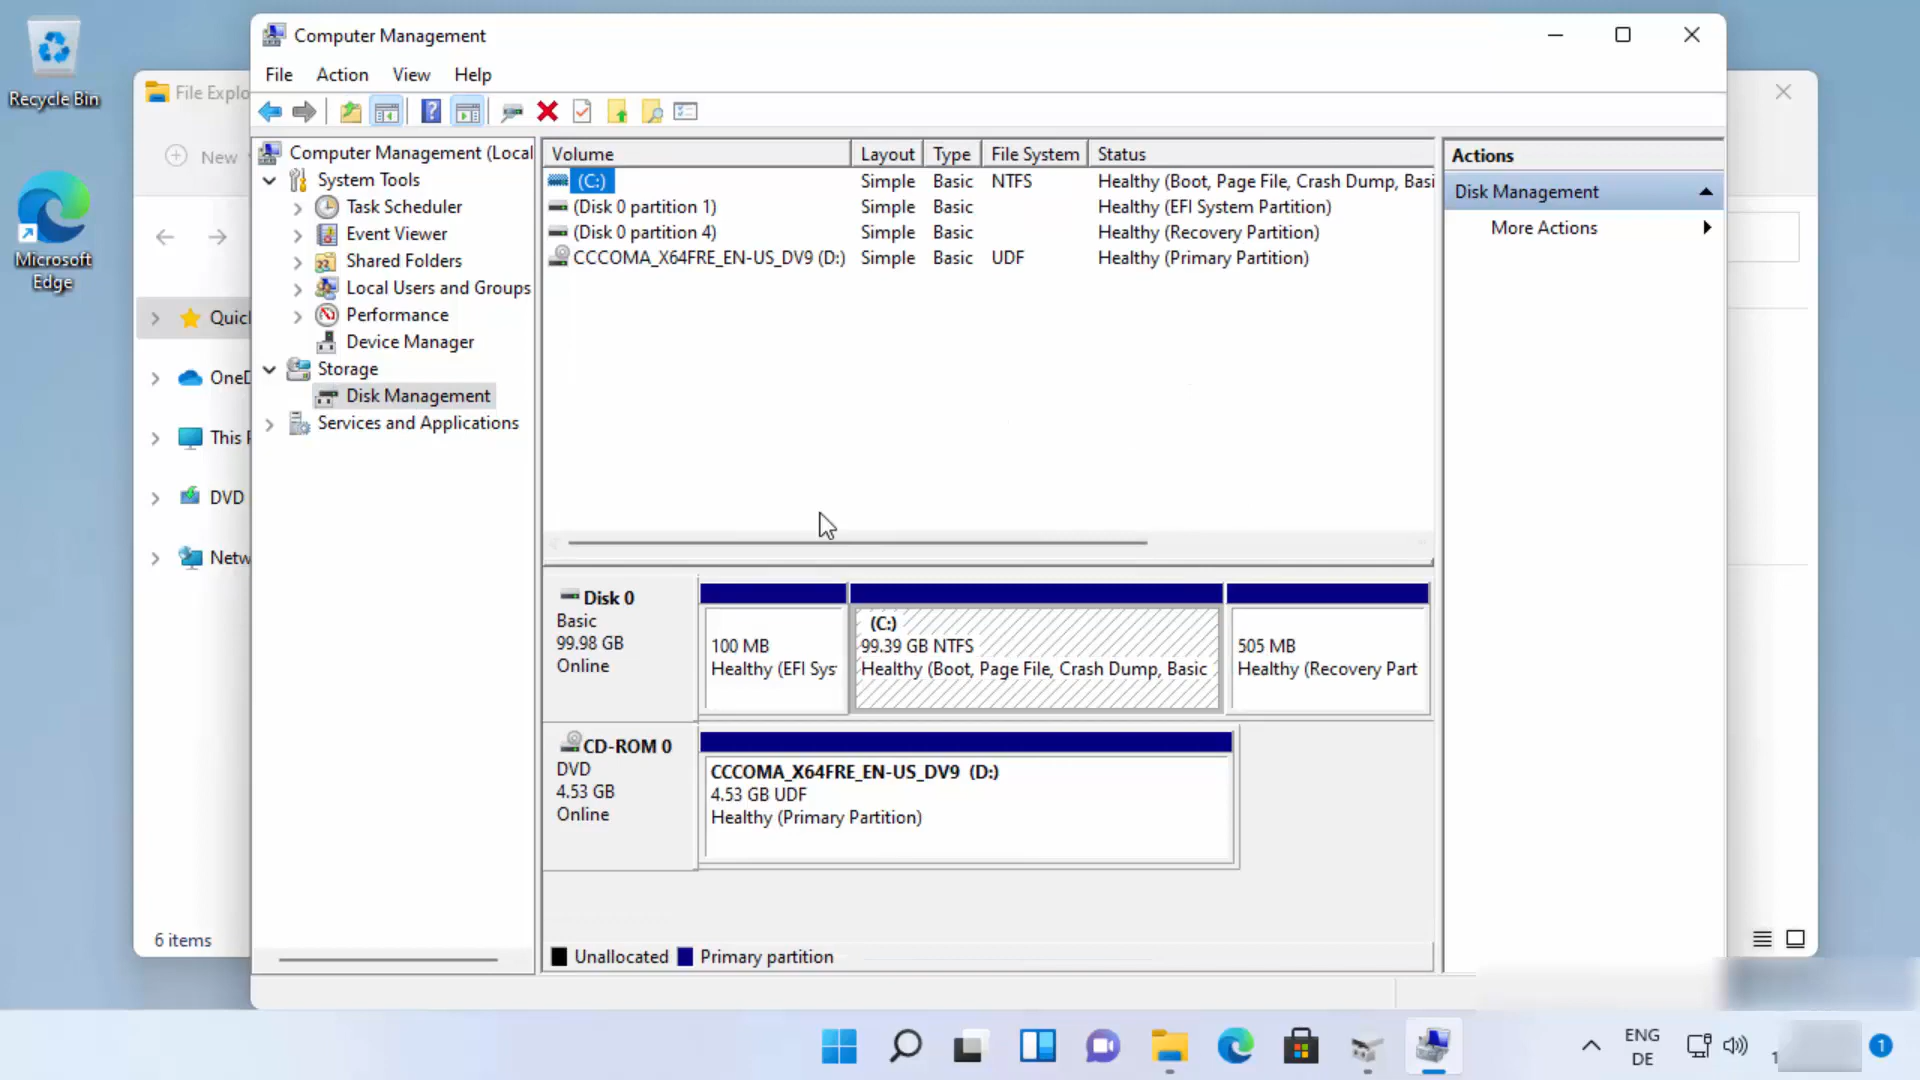 Recycle Bin
Microsoft
Edge
File Explo
New
Quicl
OneD
This P
DVD
Netw
6 items
Computer Management
File Action View Help
Computer Management (Local
System Tools
Task Scheduler
Event Viewer
Shared Folders
Local Users and Groups
Performance
Device Manager
Storage
Disk Management
Services and Applications
Volume Layout Type File System Status
(C:) Simple Basic NTFS Healthy (Boot, Page File, Crash Dump, Basi
(Disk 0 partition 1) Simple Basic Healthy (EFI System Partition)
(Disk 0 partition 4) Simple Basic Healthy (Recovery Partition)
CCCOMA_X64FRE_EN-US_DV9 (D:) Simple Basic UDF Healthy (Primary Partition)
Disk 0
Basic
99.98 GB
Online
100 MB
Healthy (EFI Sys
(C:)
99.39 GB NTFS
Healthy (Boot, Page File, Crash Dump, Basic
505 MB
Healthy (Recovery Part
CD-ROM 0
DVD
4.53 GB
Online
CCCOMA_X64FRE_EN-US_DV9 (D:)
4.53 GB UDF
Healthy (Primary Partition)
Unallocated Primary partition
Actions
Disk Management
More Actions
ENG
DE
1
1